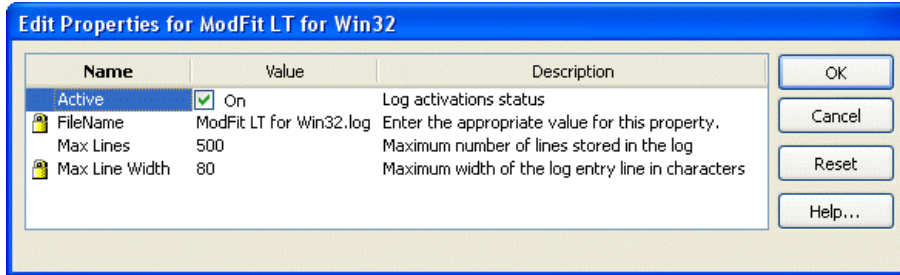 Edit Properties for ModFit LT for Win32
Name Value Description
Active On Log activations status
FileName ModFit LT for Win32.log Enter the appropriate value for this property.
Max Lines 500 Maximum number of lines stored in the log
Max Line Width 80 Maximum width of the log entry line in characters
OK
Cancel
Reset
Help...